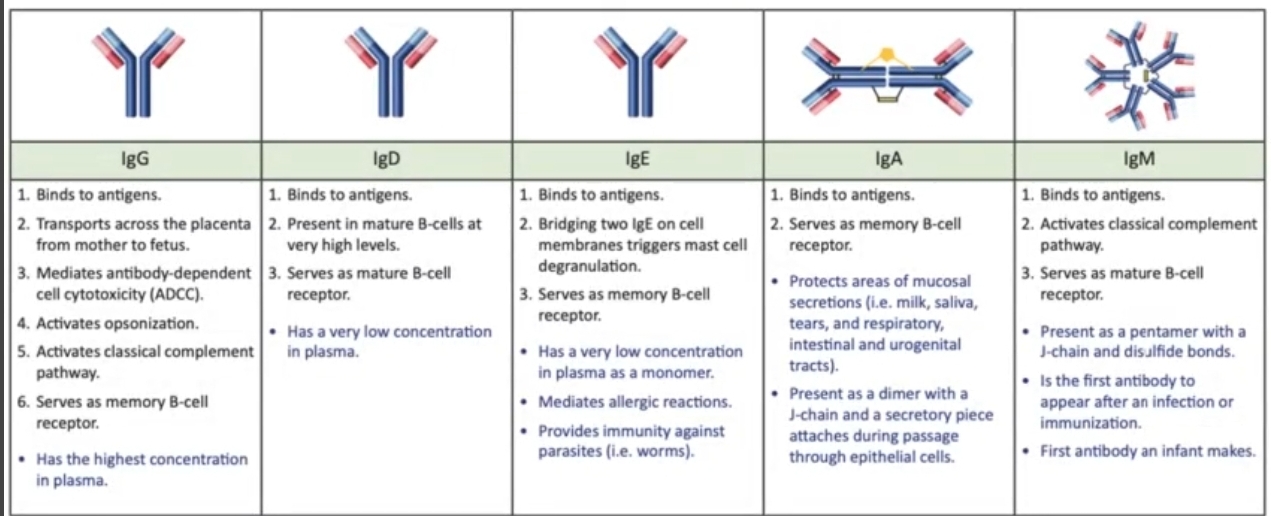 IgG
IgD
IgE
IgA
IgM
1. Binds to antigens.
2. Transports across the placenta
from mother to fetus.
3. Mediates antibody-dependent
cell cytotoxicity (ADCC).
4. Activates opsonization.
5. Activates classical complement
pathway.
6. Serves as memory B-cell
receptor.
• Has the highest concentration
in plasma.
1. Binds to antigens.
2. Present in mature B-cells at
very high levels.
3. Serves as mature B-cell
receptor.
• Has a very low concentration
in plasma.
1. Binds to antigens.
2. Bridging two IgE on cell
membranes triggers mast cell
degranulation.
3. Serves as memory B-cell
receptor.
• Has a very low concentration
in plasma as a monomer.
• Mediates allergic reactions.
• Provides immunity against
parasites (i.e. worms).
1. Binds to antigens.
2. Serves as memory B-cell
receptor.
• Protects areas of mucosal
secretions (i.e. milk, saliva,
tears, and respiratory,
intestinal and urogenital
tracts).
• Present as a dimer with a
J-chain and a secretory piece
attaches during passage
through epithelial cells.
1. Binds to antigens.
2. Activates classical complement
pathway.
3. Serves as mature B-cell
receptor.
• Present as a pentamer with a
J-chain and disulfide bonds.
• Is the first antibody to
appear after an infection or
immunization.
• First antibody an infant makes.